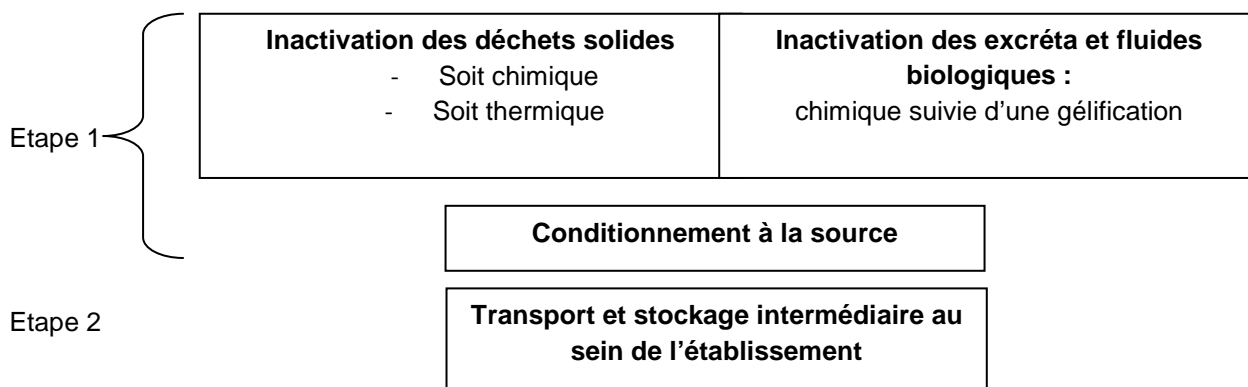 Inactivation des déchets solides
- Soit chimique
- Soit thermique
Inactivation des excréta et fluides
biologiques :
chimique suivie d'une gélification
Etape 1
Conditionnement à la source
Etape 2
Transport et stockage intermédiaire au
sein de l'établissement